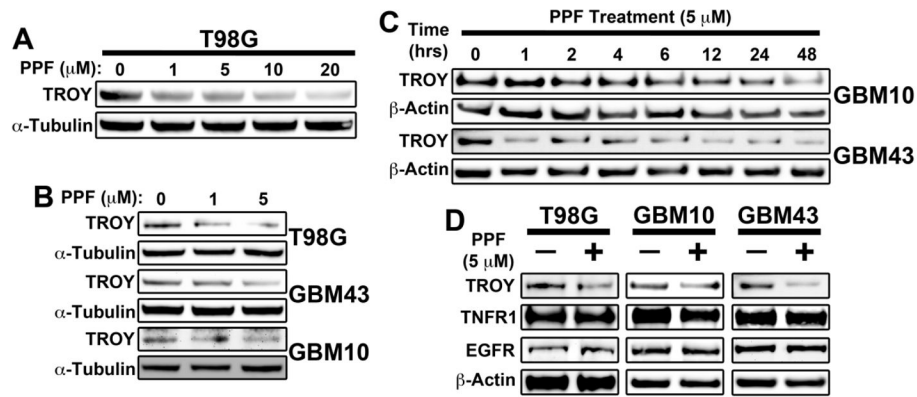 A
T98G
PPF (μM): 0 1 5 10 20
TROY
α-Tubulin
B
PPF (μM): 0 1 5
TROY
T98G
α-Tubulin
TROY
GBM43
α-Tubulin
TROY
GBM10
α-Tubulin
C
PPF Treatment (5 μM)
Time
(hrs) 0 1 2 4 6 12 24 48
TROY
GBM10
β-Actin
TROY
GBM43
β-Actin
D
T98G GBM10 GBM43
PPF
(5 μM) − + − + − +
TROY
TNFR1
EGFR
β-Actin